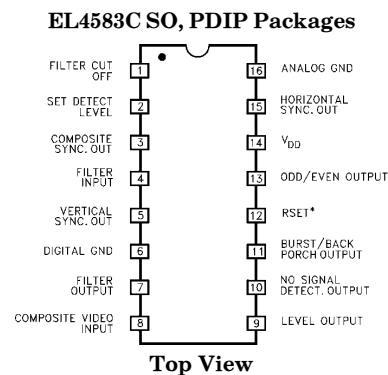 EL4583C SO, PDIP Packages
FILTER CUT
OFF
1
16
ANALOG GND
SET DETECT
LEVEL
2
15
HORIZONTAL
SYNC. OUT
COMPOSITE
SYNC. OUT
3
14
VDD
FILTER
INPUT
4
13
ODD/EVEN OUTPUT
VERTICAL
SYNC. OUT
5
12
RSET*
DIGITAL GND
6
11
BURST/BACK
PORCH OUTPUT
FILTER
OUTPUT
7
10
NO SIGNAL
DETECT. OUTPUT
COMPOSITE VIDEO
INPUT
8
9
LEVEL OUTPUT
Top View